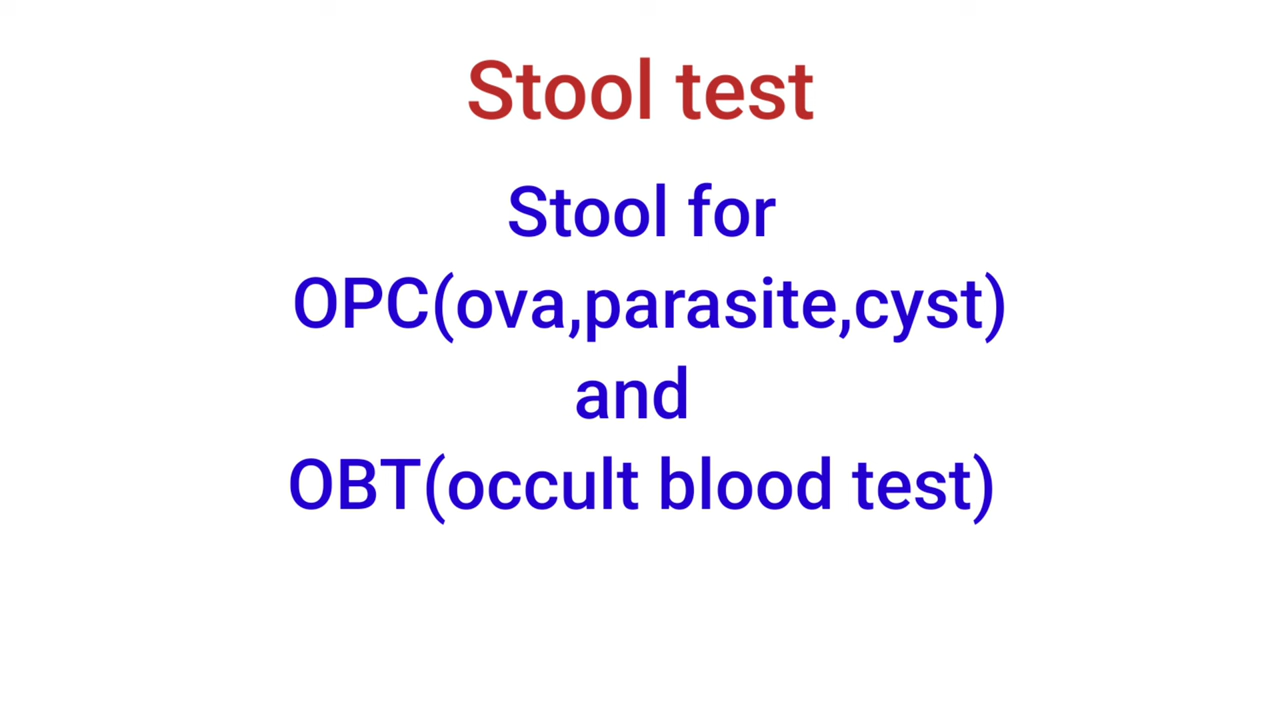 Stool test
Stool for
OPC(ova,parasite,cyst)
and
OBT(occult blood test)